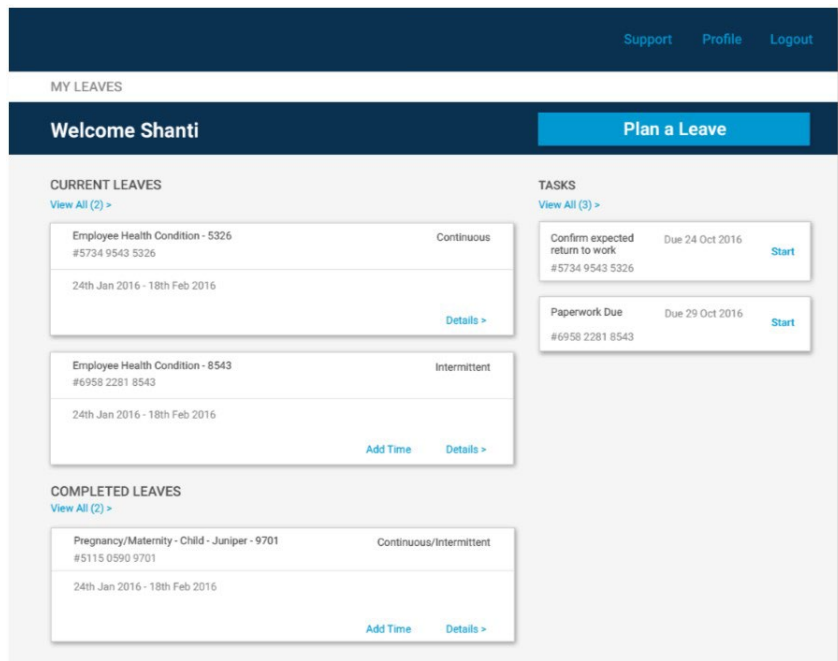 Support Profile Logout
MY LEAVES
Welcome Shanti
Plan a Leave
CURRENT LEAVES
View All (2) >
Employee Health Condition - 5326
Continuous
#5734 9543 5326
24th Jan 2016 - 18th Feb 2016
Details >
Employee Health Condition - 8543
Intermittent
#6958 2281 8543
24th Jan 2016 - 18th Feb 2016
Add Time Details >
COMPLETED LEAVES
View All (2) >
Pregnancy/Maternity - Child - Juniper - 9701
Continuous/Intermittent
#5115 0590 9701
24th Jan 2016 - 18th Feb 2016
Add Time Details >
TASKS
View All (3) >
Confirm expected
return to work
Due 24 Oct 2016
Start
#5734 9543 5326
Paperwork Due
Due 29 Oct 2016
Start
#6958 2281 8543